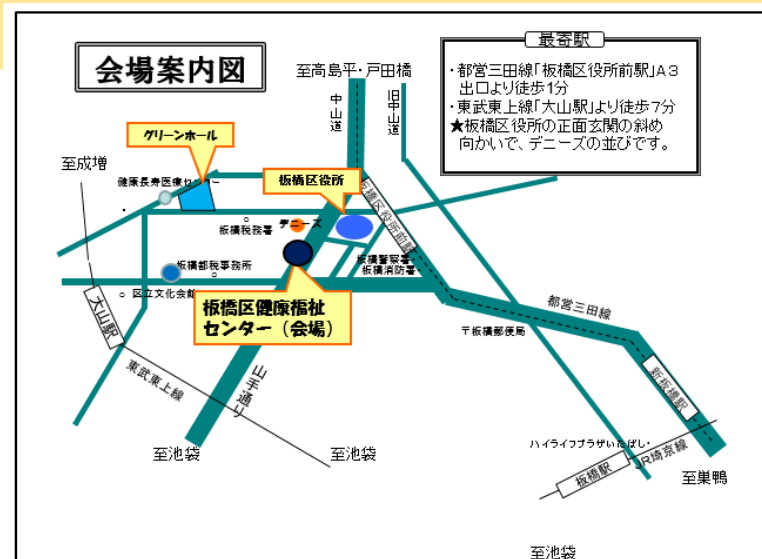 会場案内図
至高島平・戸田橋
中山道
旧中山道
最寄駅
・都営三田線「板橋区役所前駅」A3
出口より徒歩1分
・東武東上線「大山駅」より徒歩7分
★板橋区役所の正面玄関の斜め
向かいで、デニーズの並びです。
グリーンホール
至成増
健康長寿医療センター
板橋区役所
板橋区役所前駅
板橋税務署
デニーズ
板橋都税事務所
板橋警察署
板橋消防署
区立文化会館
大山駅
板橋区健康福祉
センター（会場）
都営三田線
〒板橋郵便局
東武東上線
山手通り
新板橋駅
至池袋
至池袋
ハイライフプラザいたばし・
板橋駅
JR埼京線
至巣鴨
至池袋